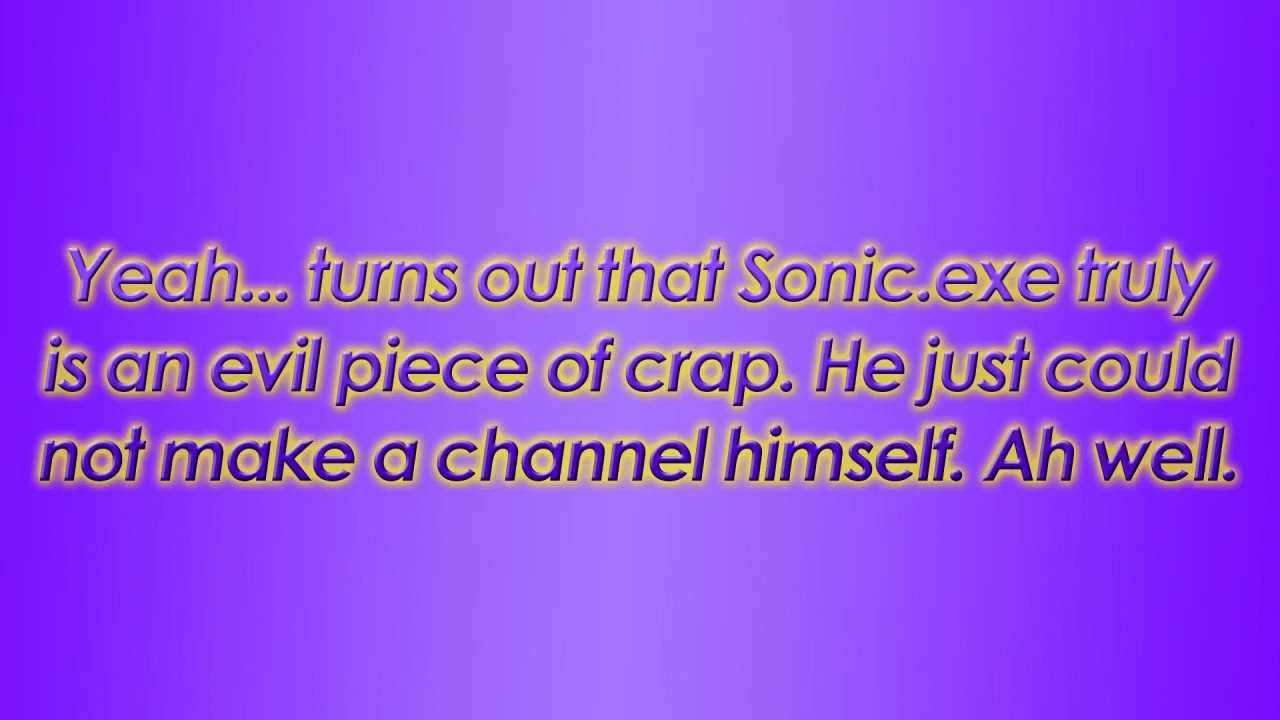 Yeah... turns out that Sonic.exe truly
is an evil piece of crap. He just could
not make a channel himself. Ah well.